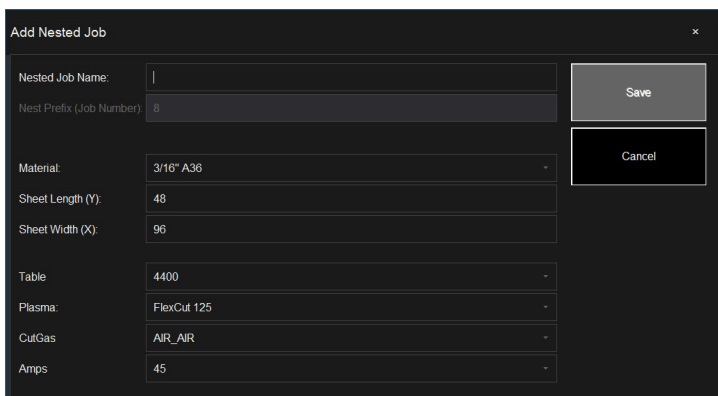 Add Nested Job ×
Nested Job Name:
Save
Nest Prefix (Job Number): 8
Cancel
Material: 3/16" A36
Sheet Length (Y): 48
Sheet Width (X): 96
Table 4400
Plasma: FlexCut 125
CutGas AIR_AIR
Amps 45